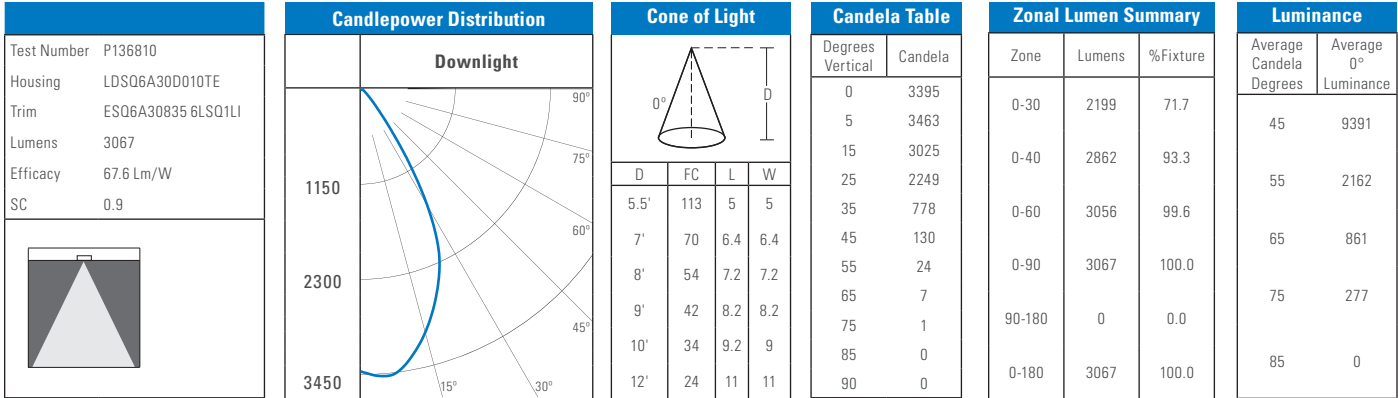 Test Number P136810
Housing LDSQ6A30D010TE
Trim ESQ6A30835 6LSQ1LI
Lumens 3067
Efficacy 67.6 Lm/W
SC 0.9
Candlepower Distribution
Downlight
90°
75°
1150
60°
2300
45°
3450
15°
30°
Cone of Light
0°
D
D FC L W
5.5' 113 5 5
7' 70 6.4 6.4
8' 54 7.2 7.2
9' 42 8.2 8.2
10' 34 9.2 9
12' 24 11 11
Candela Table
Degrees Vertical Candela
0 3395
5 3463
15 3025
25 2249
35 778
45 130
55 24
65 7
75 1
85 0
90 0
Zonal Lumen Summary
Zone Lumens %Fixture
0-30 2199 71.7
0-40 2862 93.3
0-60 3056 99.6
0-90 3067 100.0
90-180 0 0.0
0-180 3067 100.0
Luminance
Average Candela Degrees
Average 0° Luminance
45 9391
55 2162
65 861
75 277
85 0